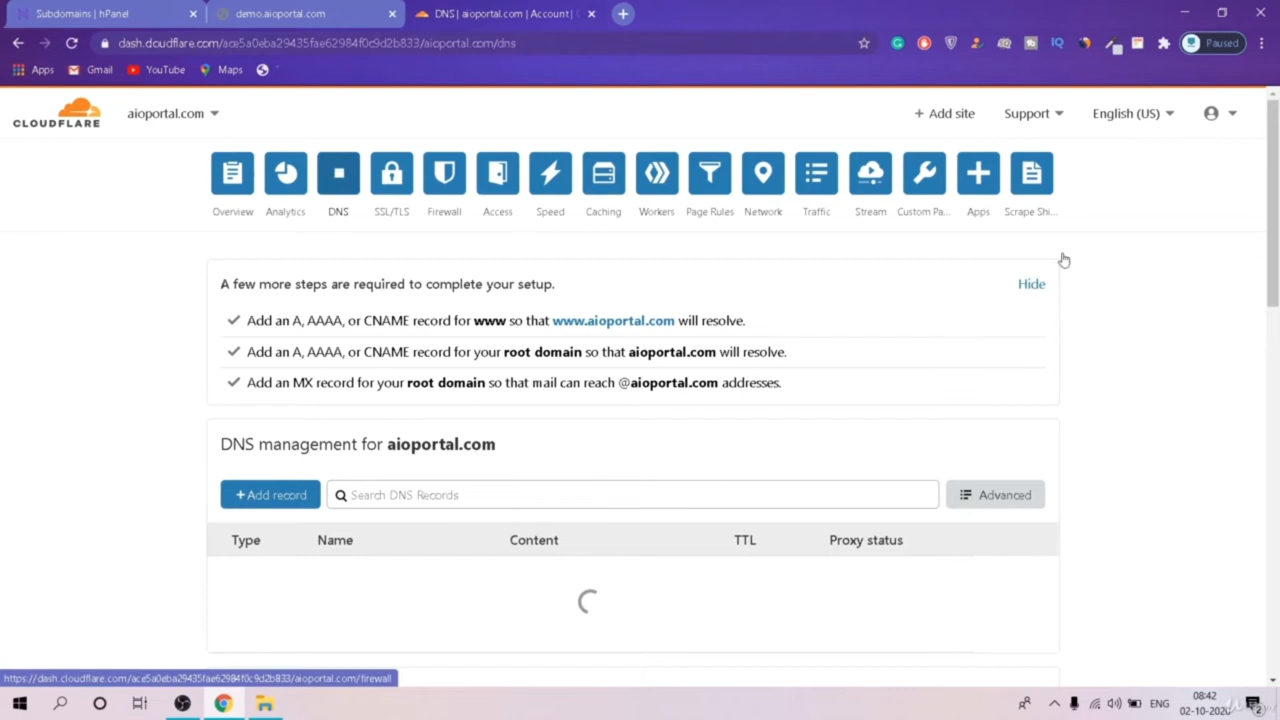 Subdomains | hPanel
demo.aioportal.com
DNS | aioportal.com | Account |
dash.cloudflare.com/ace5a0eba29435fae62984f0c9d2b833/aioportal.com/dns
IQ
Paused
Apps
Gmail
YouTube
Maps
CLOUDFLARE
aioportal.com
+ Add site
Support
English (US)
Overview
Analytics
DNS
SSL/TLS
Firewall
Access
Speed
Caching
Workers
Page Rules
Network
Traffic
Stream
Custom Pa...
Apps
Scrape Shi...
A few more steps are required to complete your setup.
Hide
Add an A, AAAA, or CNAME record for www so that www.aioportal.com will resolve.
Add an A, AAAA, or CNAME record for your root domain so that aioportal.com will resolve.
Add an MX record for your root domain so that mail can reach @aioportal.com addresses.
DNS management for aioportal.com
+ Add record
Search DNS Records
Advanced
Type
Name
Content
TTL
Proxy status
https://dash.cloudflare.com/ace5a0eba29435fae62984f0c9d2b833/aioportal.com/firewall
ENG
08:42
02-10-2020
2